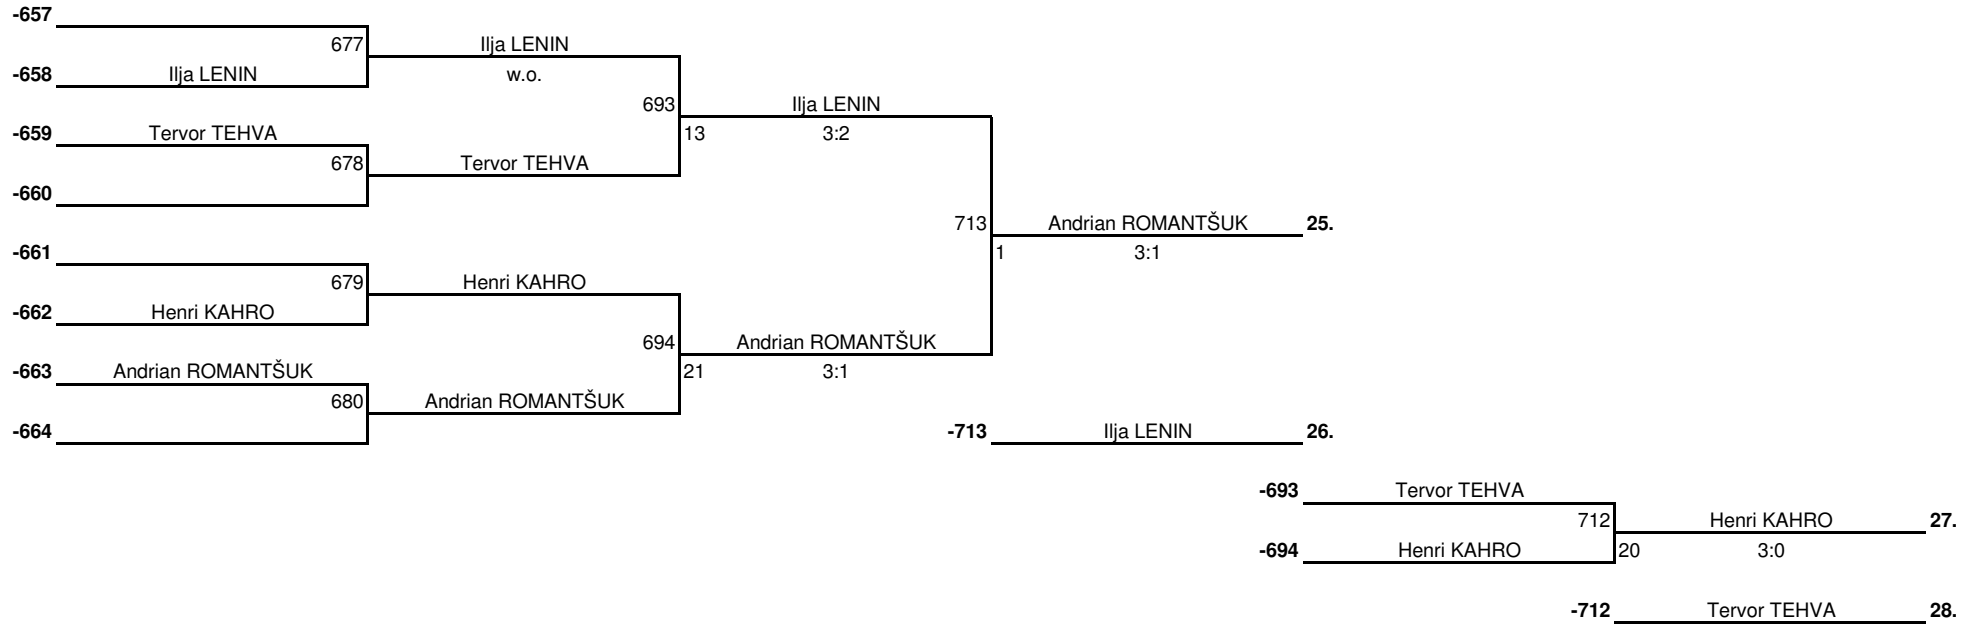 -657
677 Ilja LENIN
-658 Ilja LENIN w.o.
693 Ilja LENIN
-659 Tervor TEHVA 13 3:2
678 Tervor TEHVA
-660
713 Andrian ROMANTŠUK 25.
-661 1 3:1
679 Henri KAHRO
-662 Henri KAHRO
694 Andrian ROMANTŠUK
-663 Andrian ROMANTŠUK 21 3:1
680 Andrian ROMANTŠUK
-664 -713 Ilja LENIN 26.
-693 Tervor TEHVA
712 Henri KAHRO 27.
-694 Henri KAHRO 20 3:0
-712 Tervor TEHVA 28.